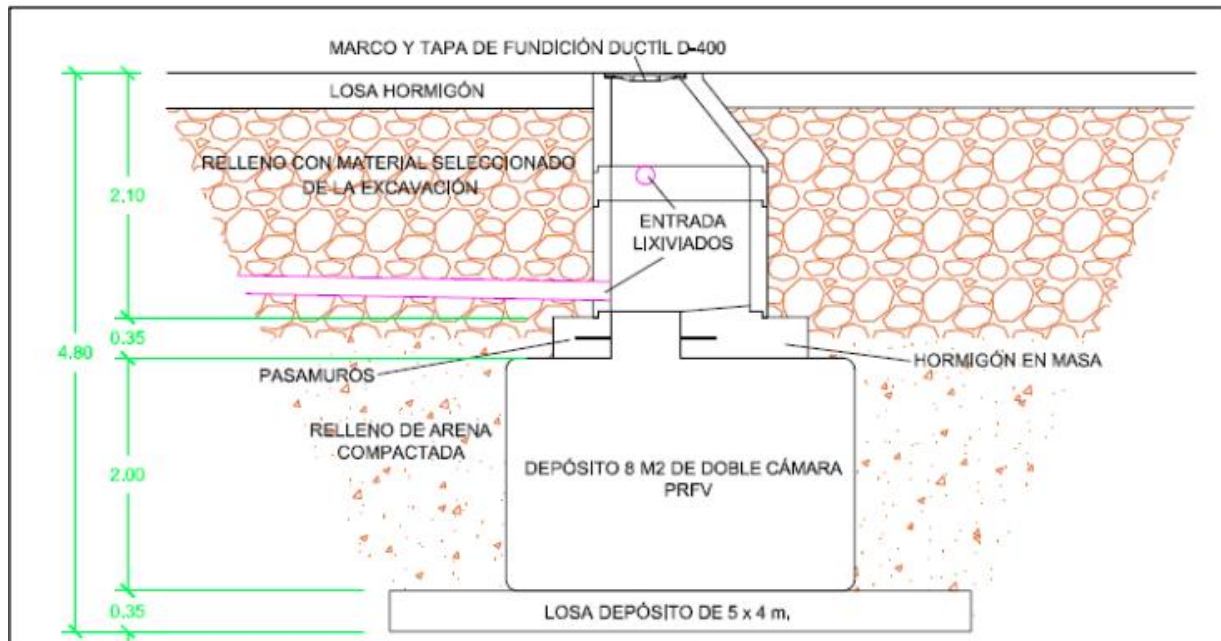 MARCO Y TAPA DE FUNDICIÓN DUCTIL D-400
LOSA HORMIGÓN
RELLENO CON MATERIAL SELECCIONADO
DE LA EXCAVACIÓN
2.10
ENTRADA
LIXIVIADOS
0.35
4.80
PASAMUROS
HORMIGÓN EN MASA
RELLENO DE ARENA
COMPACTADA
2.00
DEPÓSITO 8 M2 DE DOBLE CÁMARA
PRFV
0.35
LOSA DEPÓSITO DE 5 x 4 m.